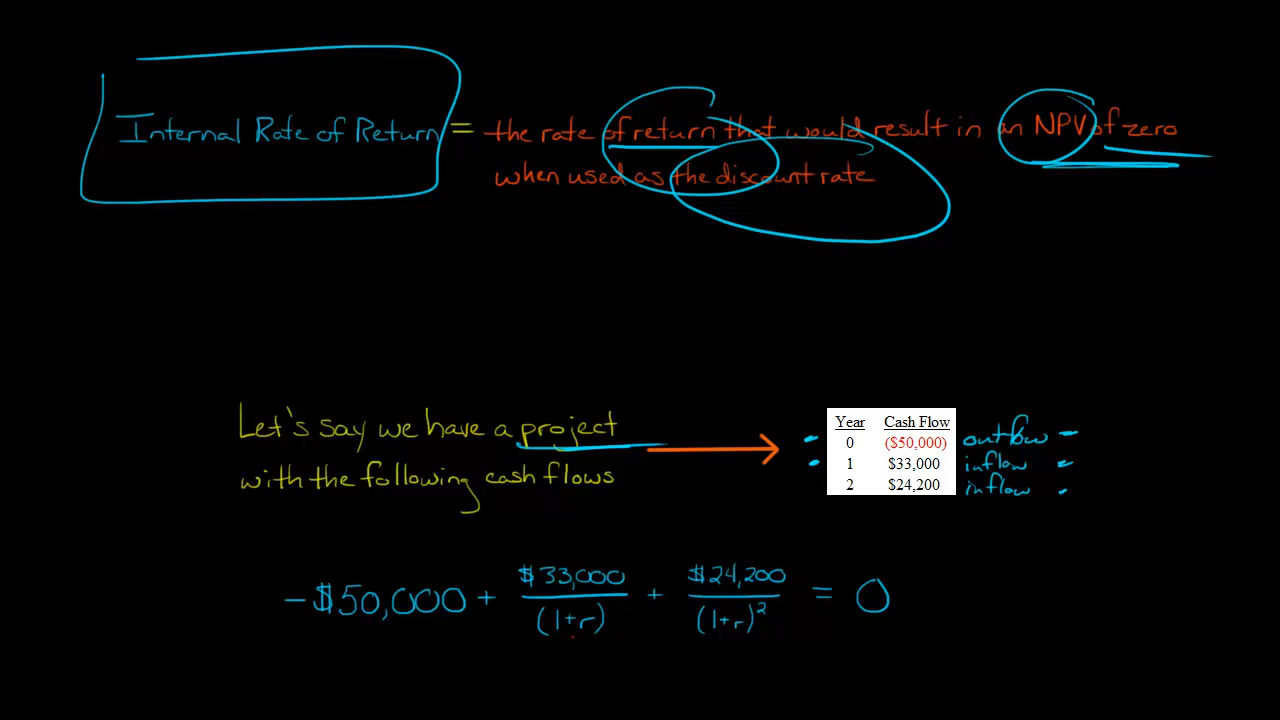 Internal Rate of Return = the rate of return that would result in an NPV of zero
when used as the discount rate
Let's say we have a project
with the following cash flows
Year Cash Flow
0 ($50,000) outflow
1 $33,000 inflow
2 $24,200 inflow
-$50,000 + $33,000/(1+r) + $24,200/(1+r)² = 0